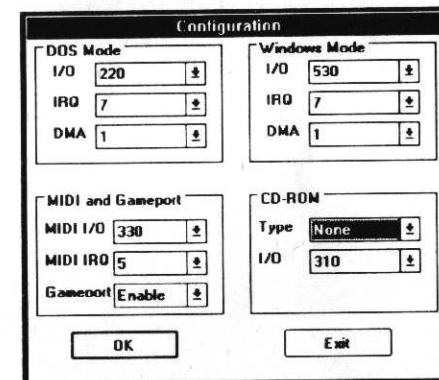 Configuration
DOS Mode
I/O 220
IRQ 7
DMA 1
Windows Mode
I/O 530
IRQ 7
DMA 1
MIDI and Gameport
MIDI I/O 330
MIDI IRQ 5
Gameport Enable
CD-ROM
Type None
I/O 310
OK
Exit